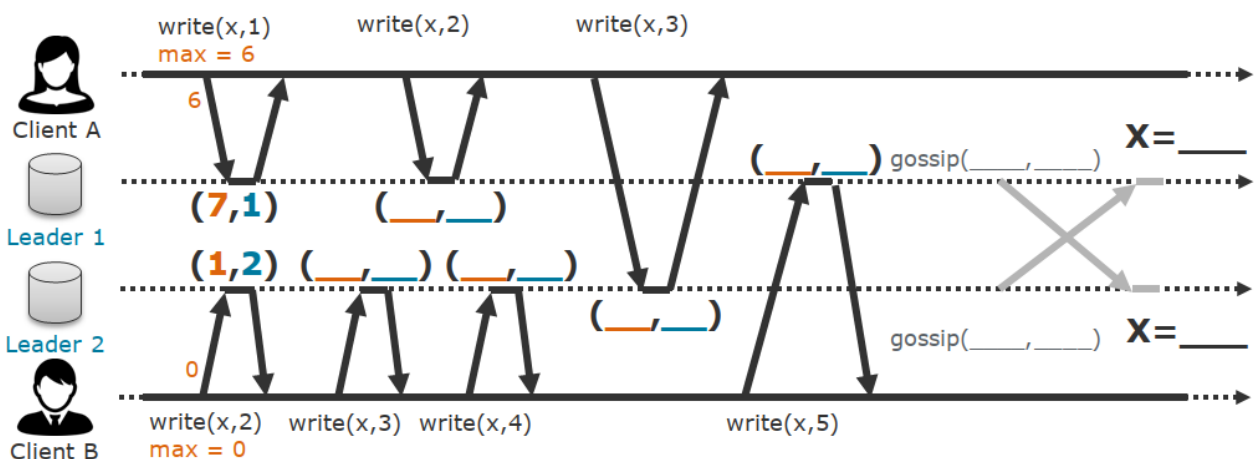 write(x,1)
max = 6
write(x,2)
write(x,3)
6
Client A
(__,__)
gossip(____,____)
X=____
(7,1)
(__,__)
Leader 1
(1,2)
(__,__)
(__,__)
(__,__)
Leader 2
gossip(____,____)
X=____
0
write(x,2)
write(x,3)
write(x,4)
write(x,5)
max = 0
Client B